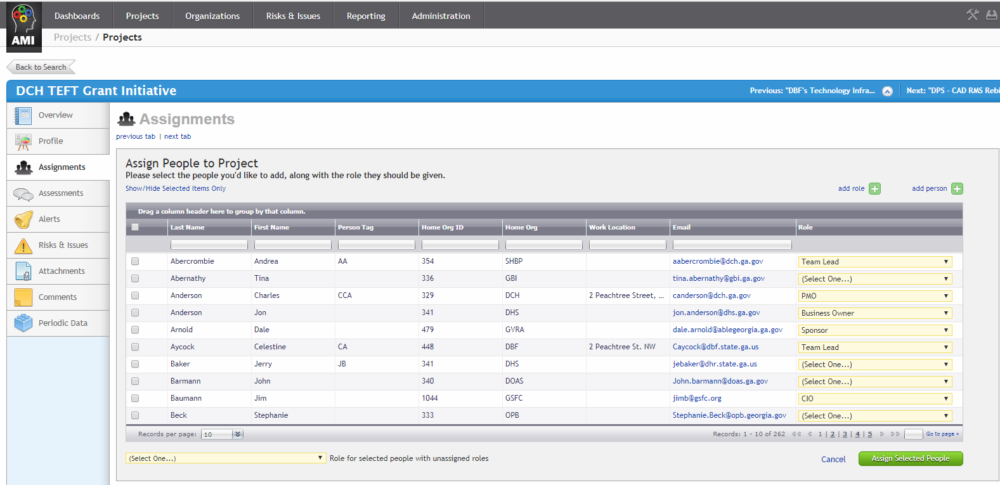 Dashboards Projects Organizations Risks & Issues Reporting Administration
AMI
Projects / Projects
Back to Search
DCH TEFT Grant Initiative Previous: "DBF's Technology Infra... Next: "DPS - CAD RMS Rebi
Overview
Profile
Assignments
Assessments
Alerts
Risks & Issues
Attachments
Comments
Periodic Data
Assignments
previous tab | next tab
Assign People to Project
Please select the people you'd like to add, along with the role they should be given.
Show/Hide Selected Items Only add role add person
Drag a column header here to group by that column.
Last Name First Name Person Tag Home Org ID Home Org Work Location Email Role
Abercrombie Andrea AA 354 SHBP aabercrombie@dch.ga.gov Team Lead
Abernathy Tina 336 GBI tina.abernathy@gbi.ga.gov (Select One...)
Anderson Charles CCA 329 DCH 2 Peachtree Street, ... canderson@dch.ga.gov PMO
Anderson Jon 341 DHS jon.anderson@dhs.ga.gov Business Owner
Arnold Dale 479 GVRA dale.arnold@ablegeorgia.ga.gov Sponsor
Aycock Celestine CA 448 DBF 2 Peachtree St. NW Caycock@dbf.state.ga.us Team Lead
Baker Jerry JB 341 DHS jebaker@dhr.state.ga.us (Select One...)
Barmann John 340 DOAS John.barmann@doas.ga.gov (Select One...)
Baumann Jim 1044 GSFC jimb@gsfc.org CIO
Beck Stephanie 333 OPB Stephanie.Beck@opb.georgia.gov (Select One...)
Records per page: 10 Records: 1 - 10 of 262 1 | 2 | 3 | 4 | 5 Go to page »
(Select One...) Role for selected people with unassigned roles Cancel Assign Selected People